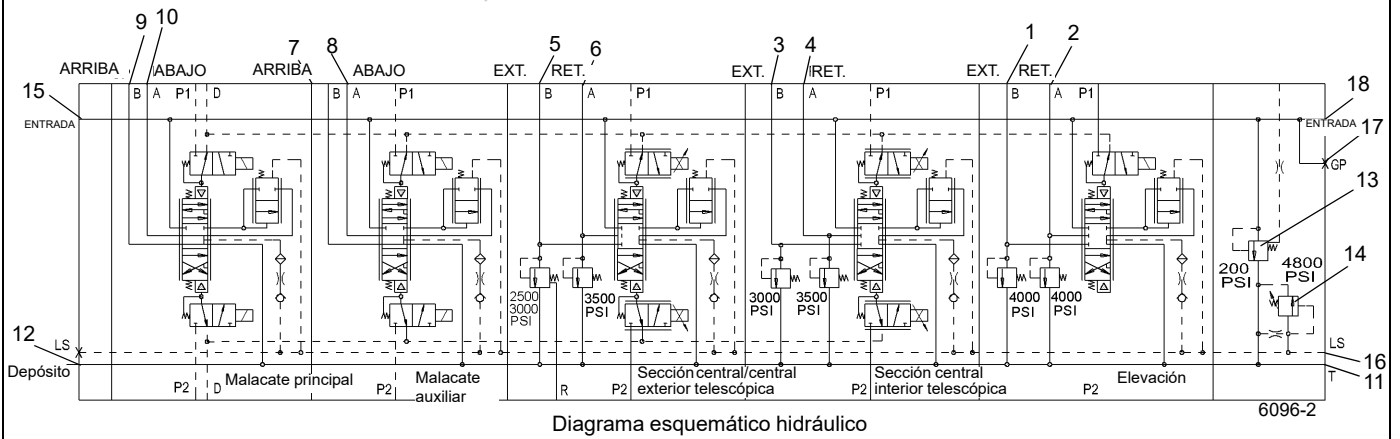 9 10 7 8 5 6 3 4 1 2
ARRIBA ABAJO ARRIBA ABAJO EXT. RET. EXT. RET. EXT. RET.
15 B A P1 D B A P1 B A P1 B A P1 B A P1 18
ENTRADA ENTRADA
17
GP
13
200 PSI
4800 PSI
14
2500
3000
PSI
3500
PSI
3000
PSI
3500
PSI
4000
PSI
4000
PSI
12 LS LS 16
Depósito T 11
Malacate principal
Malacate
auxiliar
Sección central/central
exterior telescópica
Sección central
interior telescópica
Elevación
P2 D P2 R P2 P2 P2
6096-2
Diagrama esquemático hidráulico